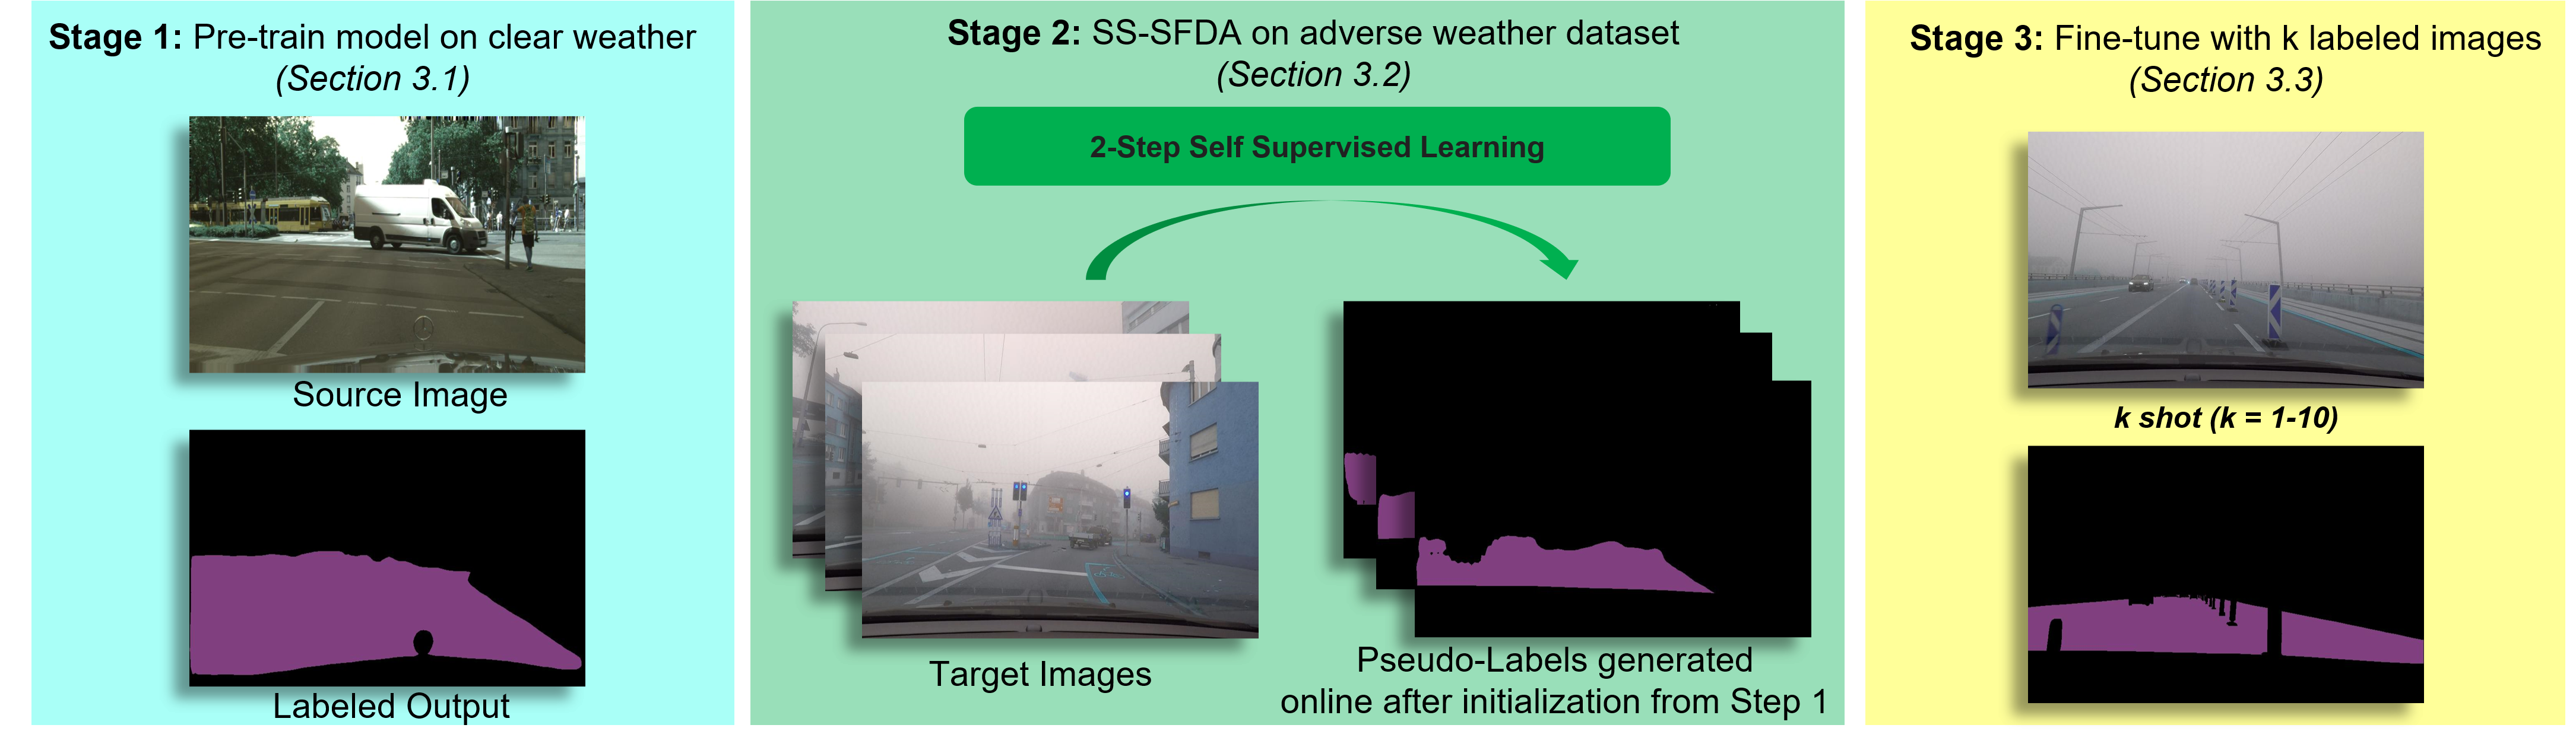 Stage 1: Pre-train model on clear weather
(Section 3.1)
Source Image
Labeled Output
Stage 2: SS-SFDA on adverse weather dataset
(Section 3.2)
2-Step Self Supervised Learning
Target Images
Pseudo-Labels generated
online after initialization from Step 1
Stage 3: Fine-tune with k labeled images
(Section 3.3)
k shot (k = 1-10)